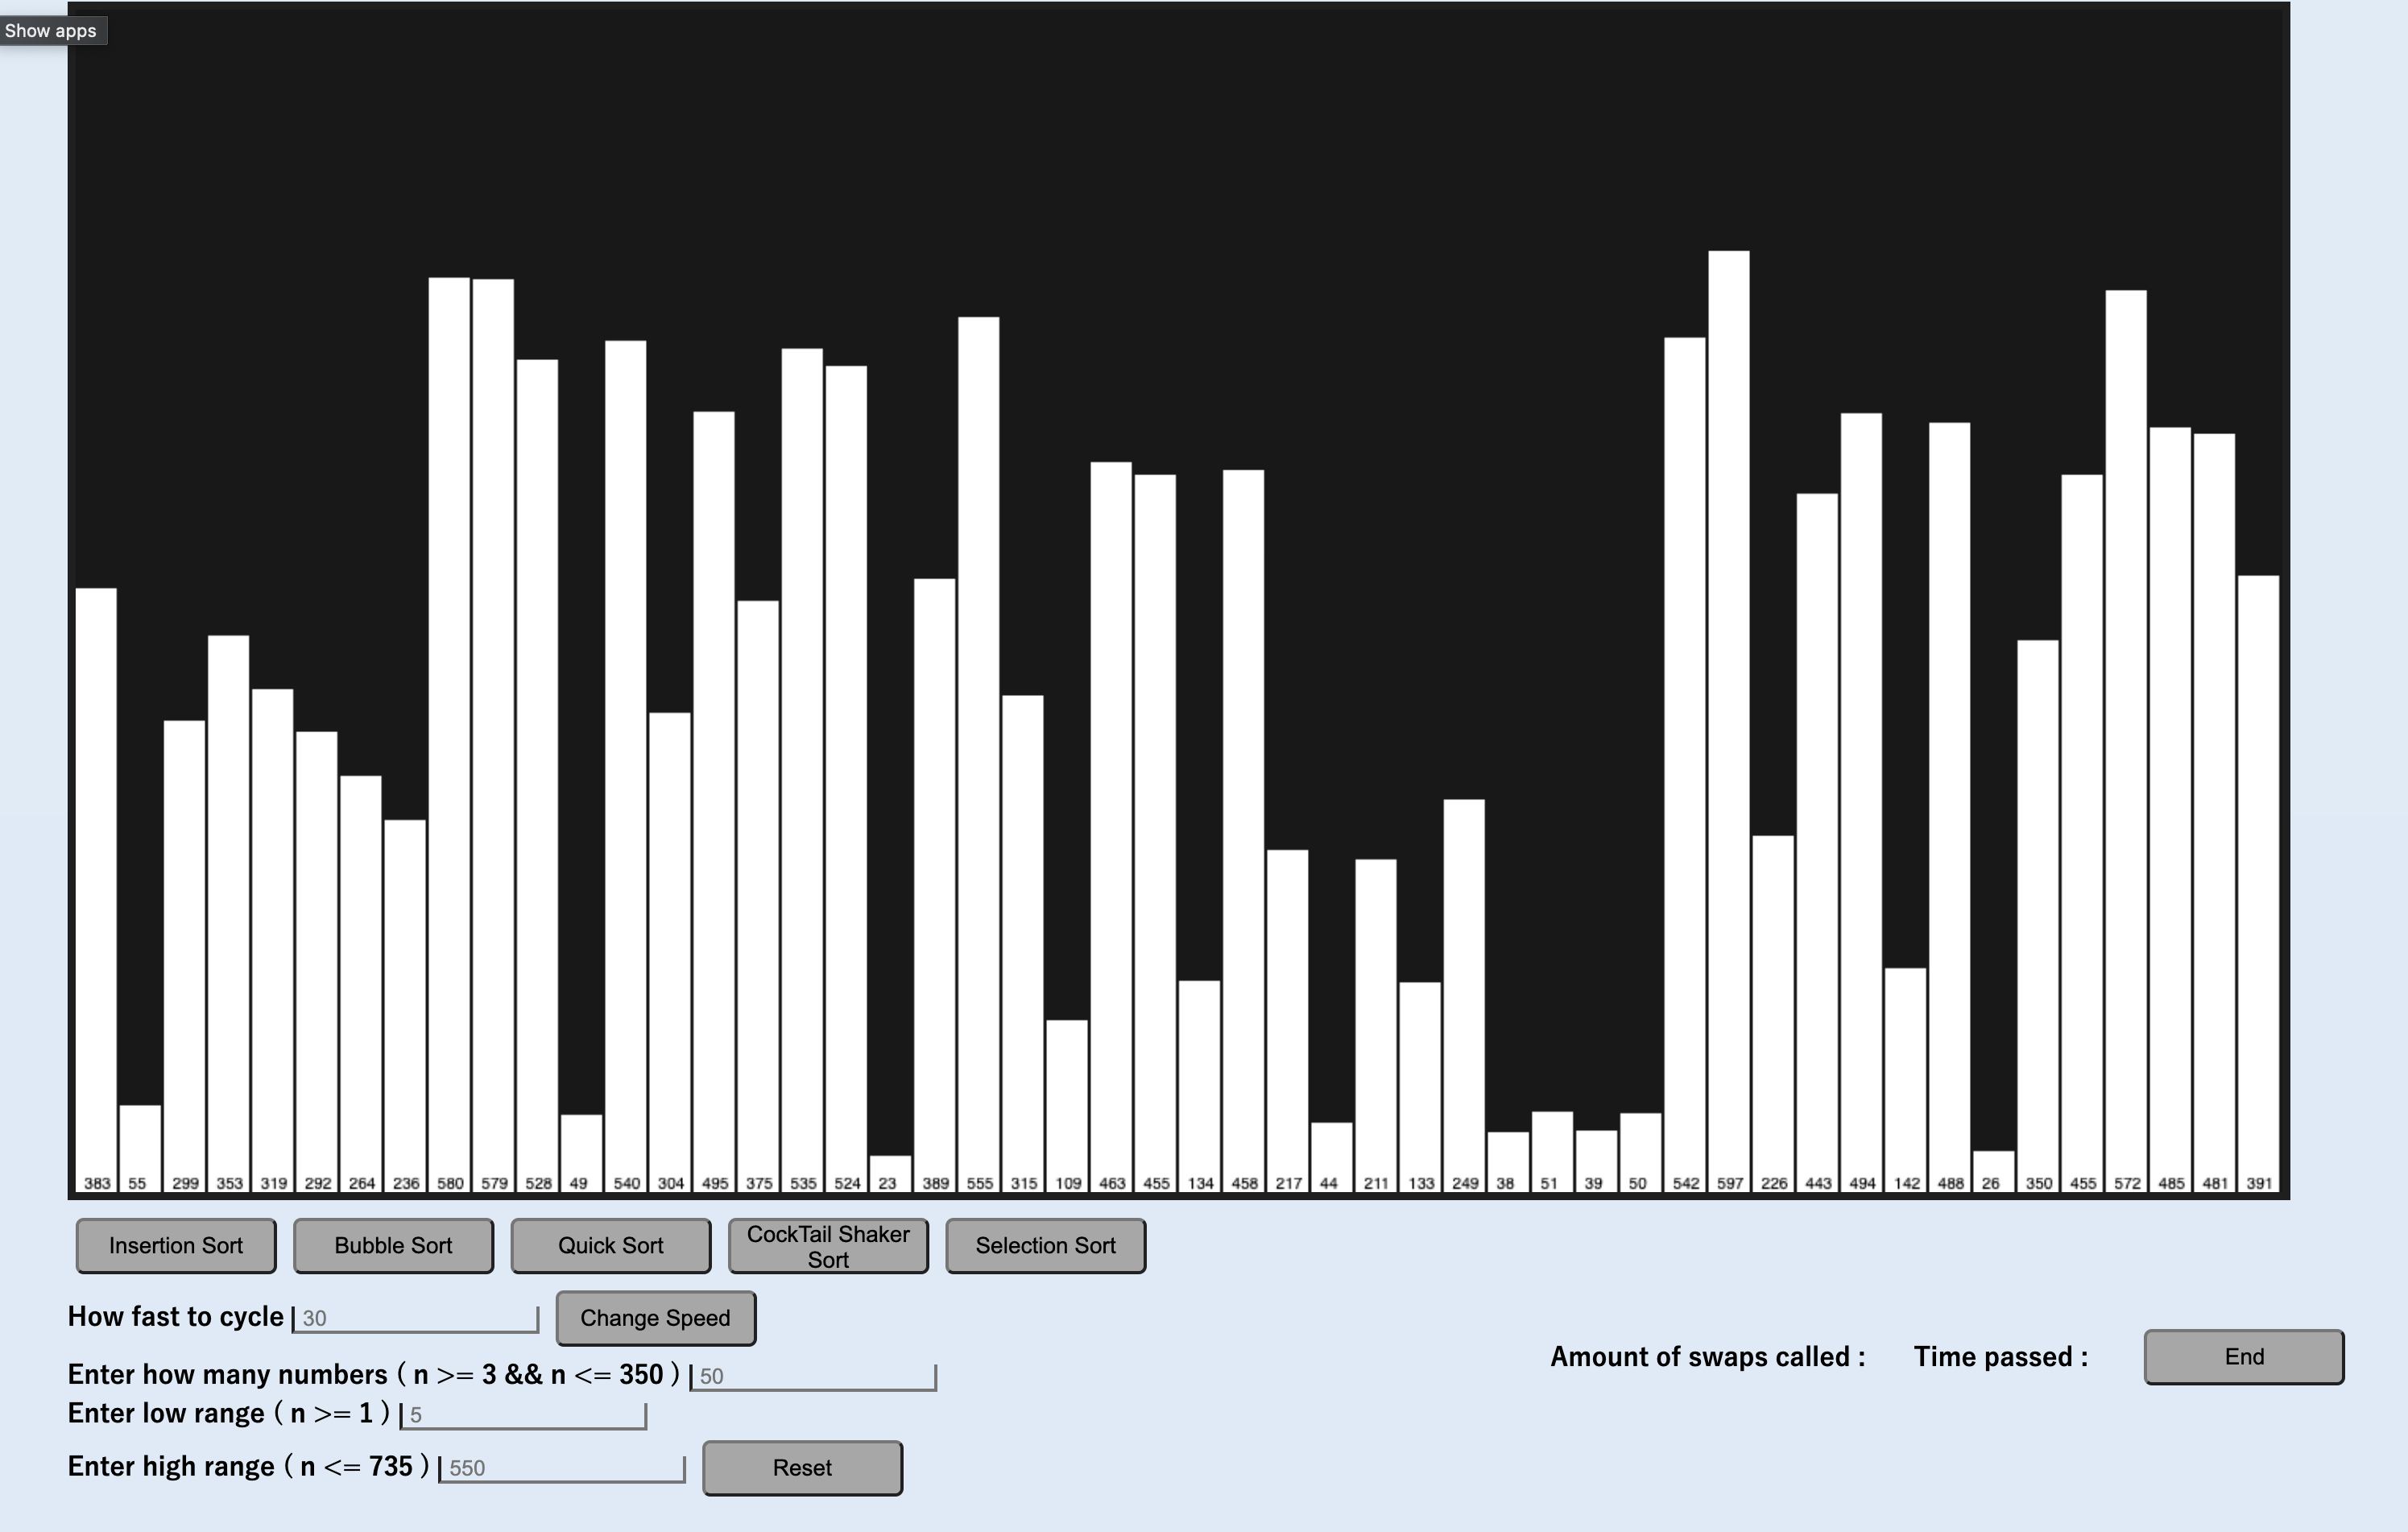 Show apps
383 55 299 353 319 292 264 236 580 579 528 49 540 304 495 375 535 524 23 389 555 315 109 463 455 134 458 217 44 211 133 249 38 51 39 50 542 597 226 443 494 142 488 26 350 455 572 485 481 391
Insertion Sort
Bubble Sort
Quick Sort
CockTail Shaker
Sort
Selection Sort
How fast to cycle 30
Change Speed
Enter how many numbers ( n >= 3 && n <= 350 ) 50
Enter low range ( n >= 1 ) 5
Enter high range ( n <= 735 ) 550
Reset
Amount of swaps called :
Time passed :
End